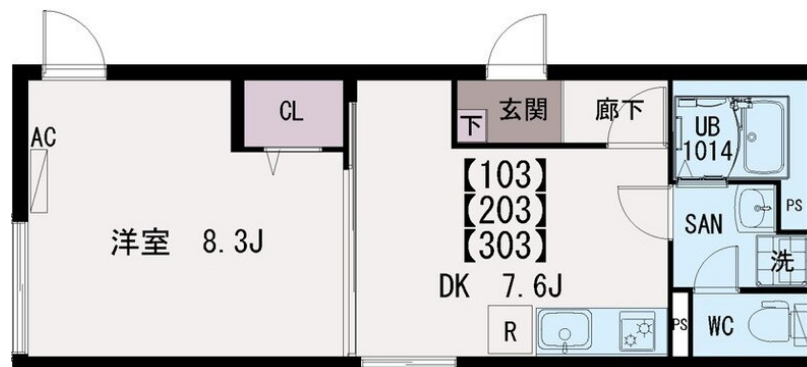 AC
CL
下
玄関
廊下
UB
1014
PS
【103】
【203】
【303】
SAN
洗
洋室 8.3J
DK 7.6J
R
PS
WC